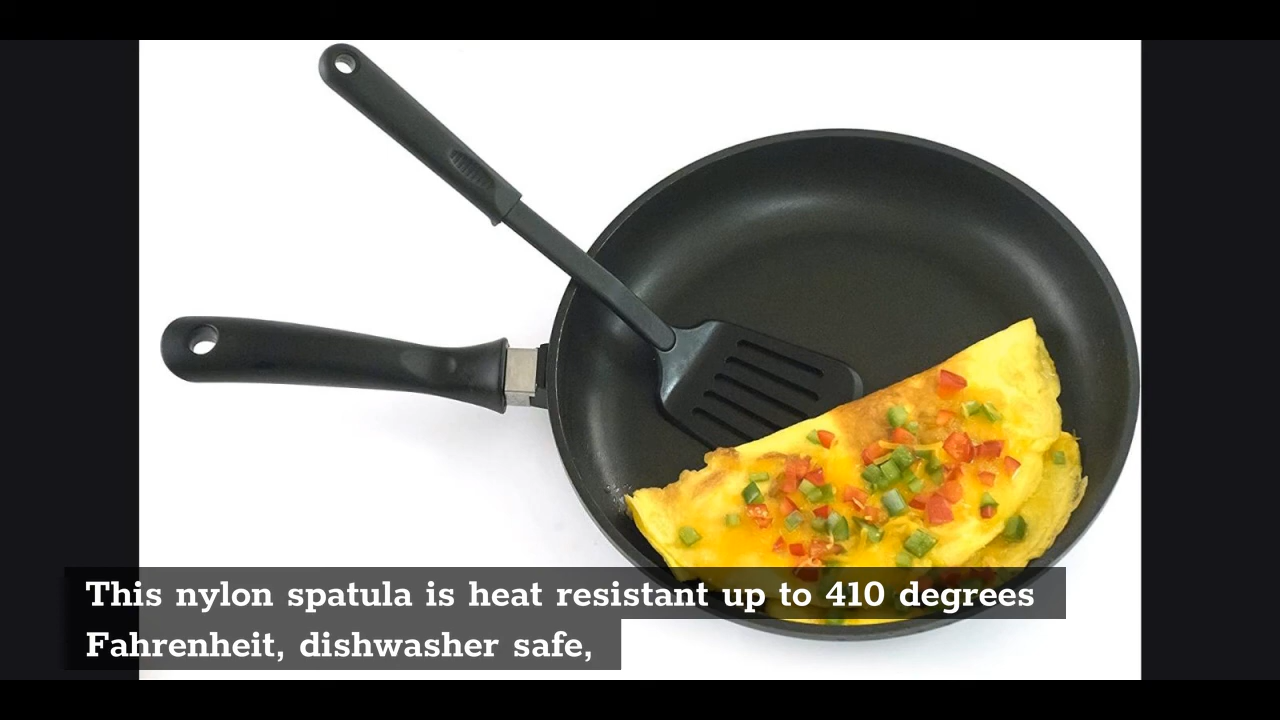 This nylon spatula is heat resistant up to 410 degrees
Fahrenheit, dishwasher safe,